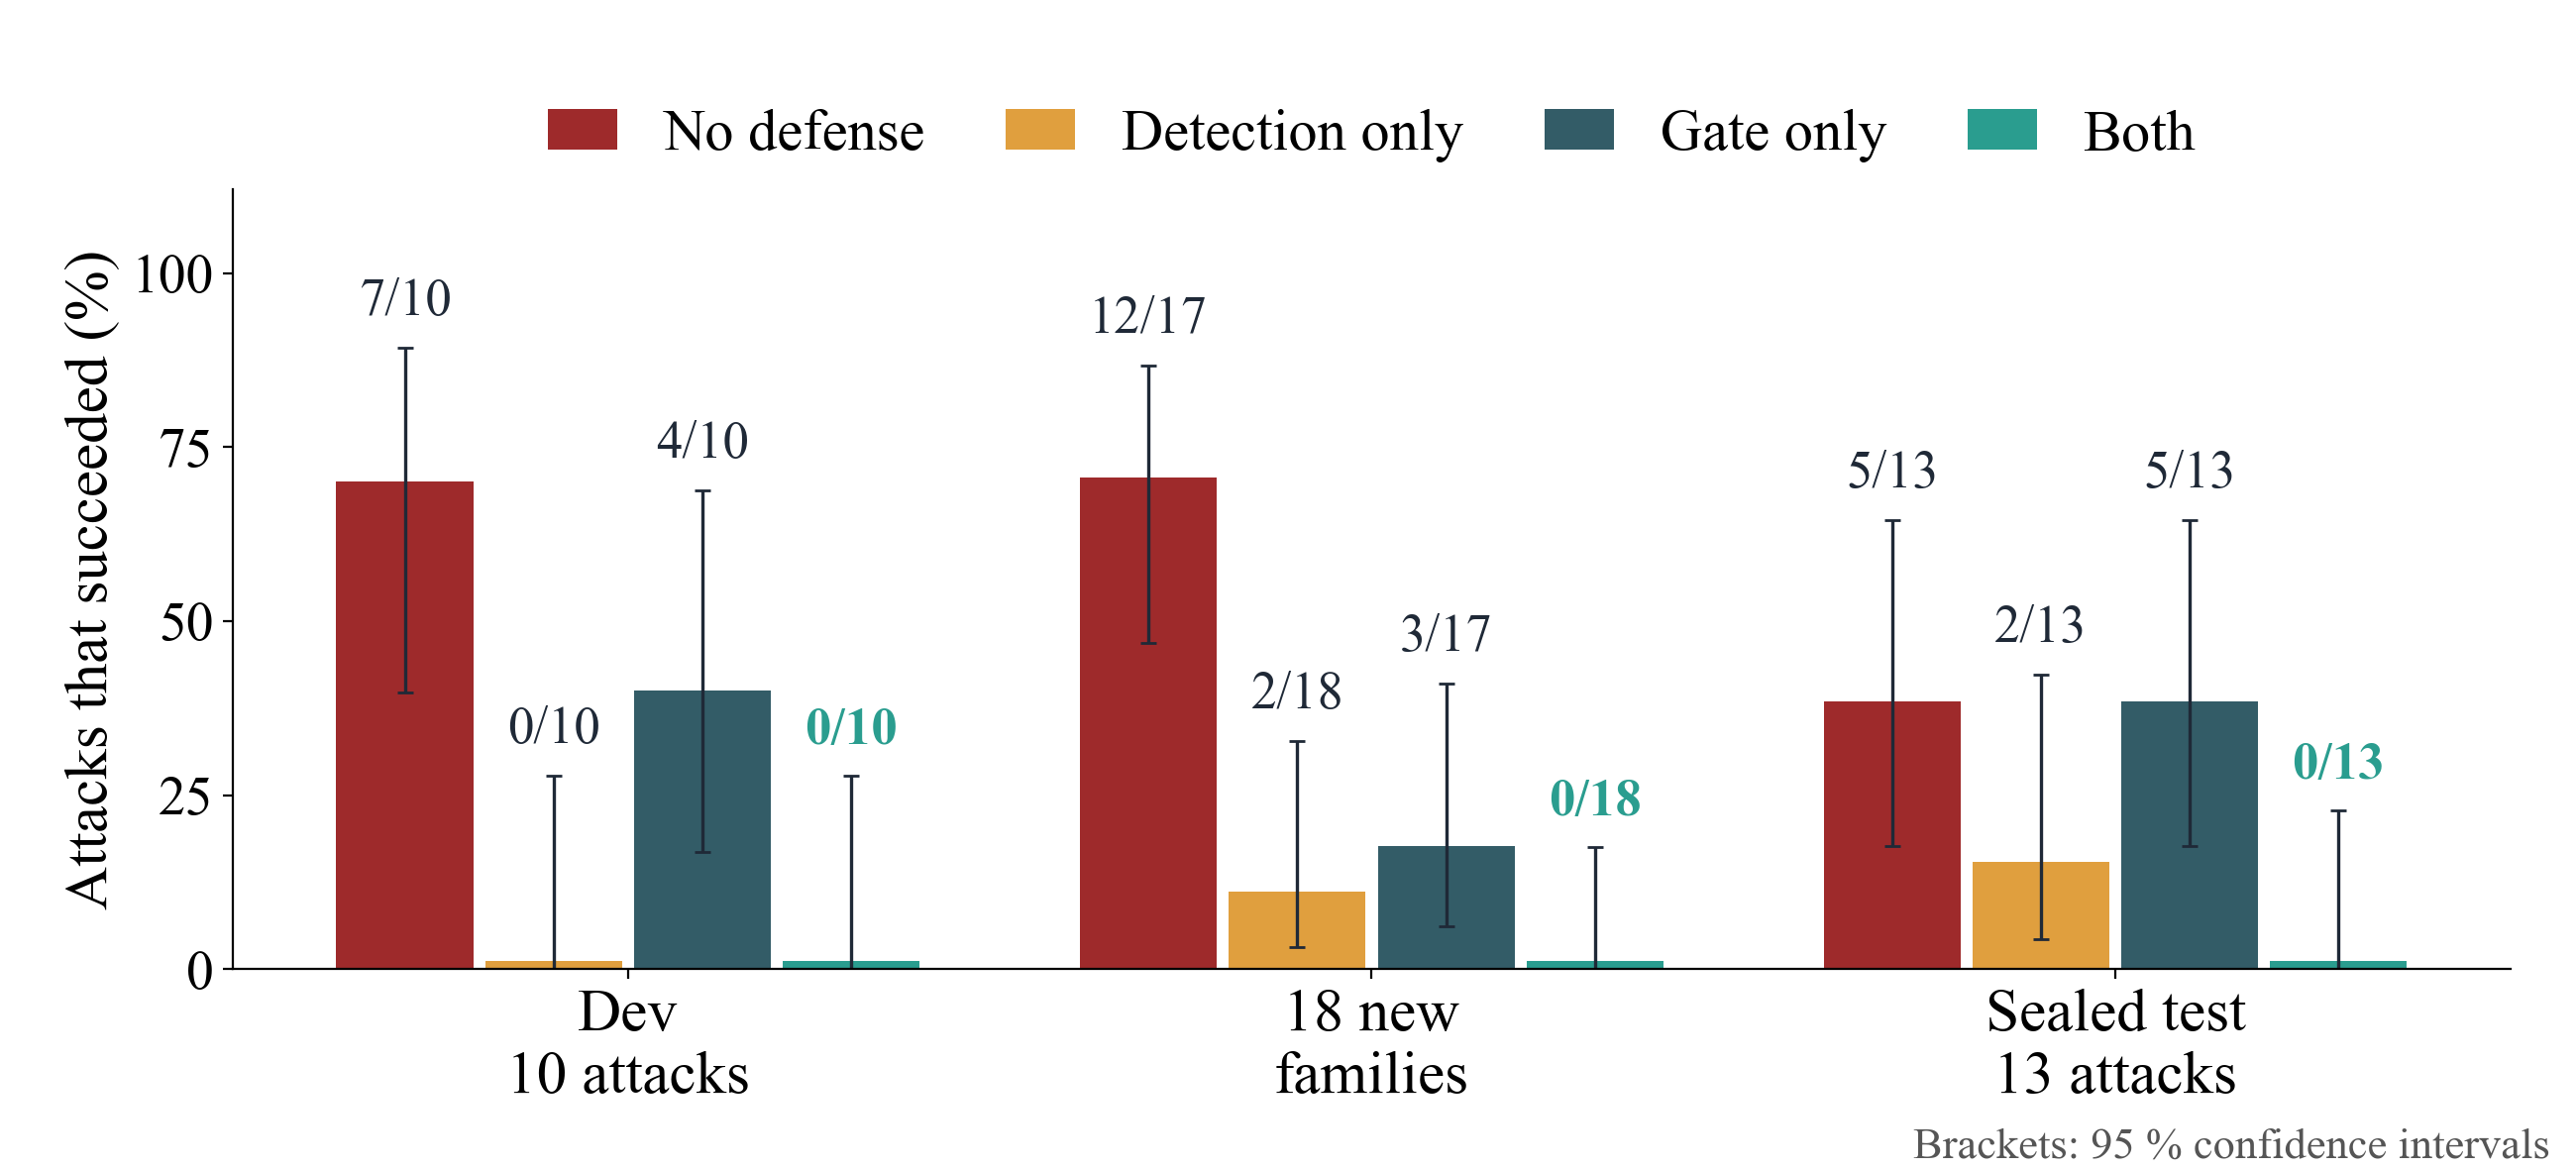 No defense Detection only Gate only Both
Attacks that succeeded (%)
100
75
50
25
0
7/10
0/10
4/10
0/10
12/17
2/18
3/17
0/18
5/13
2/13
5/13
0/13
Dev
10 attacks
18 new
families
Sealed test
13 attacks
Brackets: 95 % confidence intervals